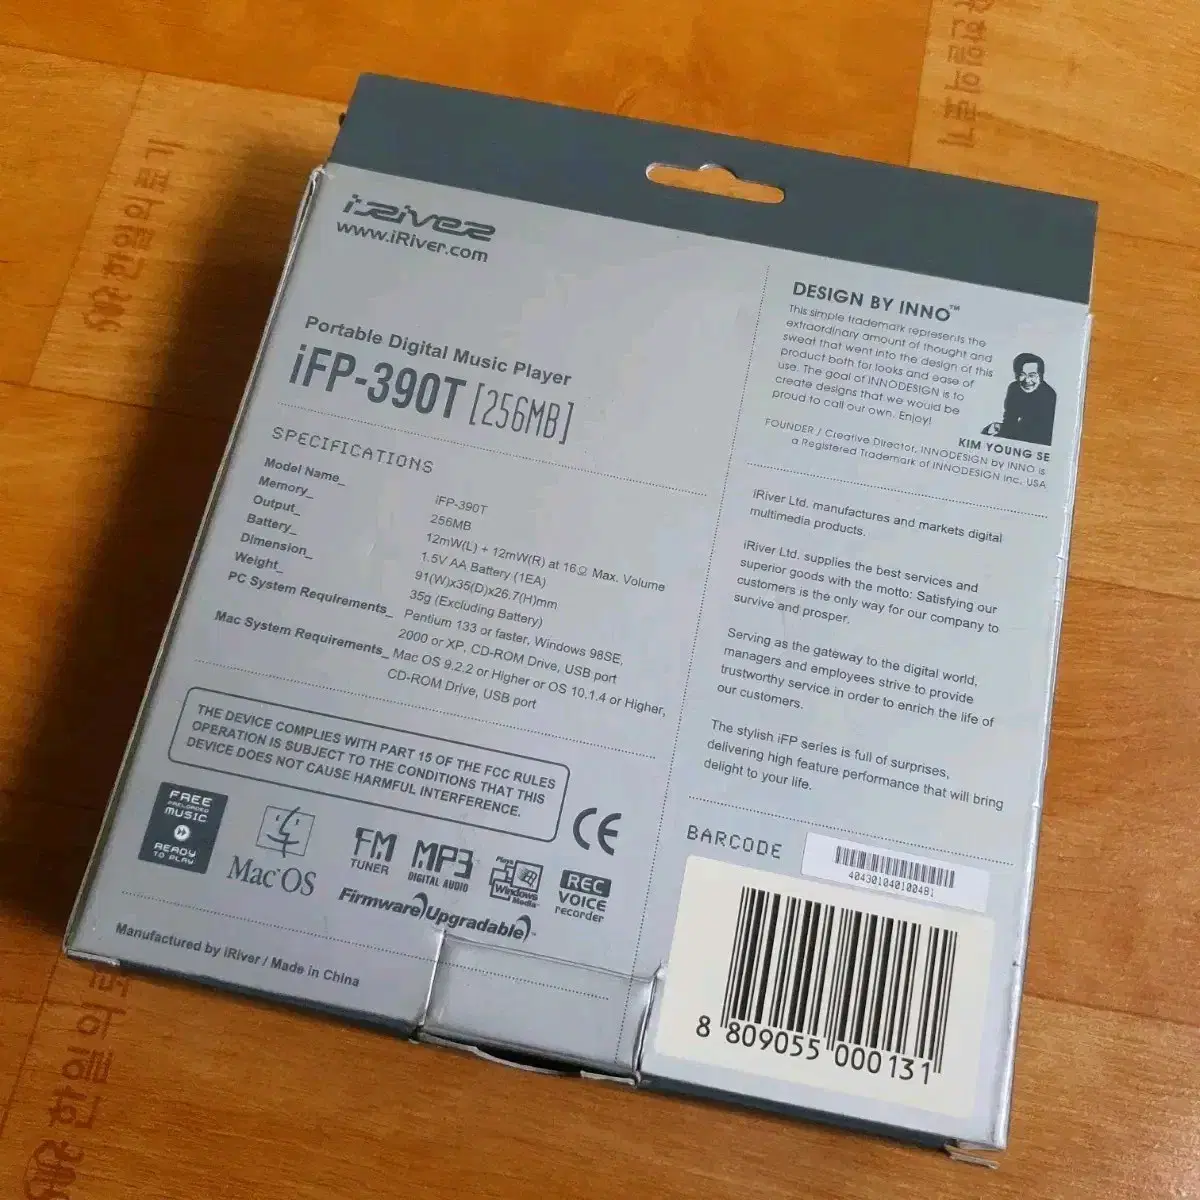 iRiver
www.iRiver.com
Portable Digital Music Player
iFP-390T [256MB]
SPECIFICATIONS
Model Name_ iFP-390T
Memory_ 256MB
Output_ 12mW(L) + 12mW(R) at 16Ω Max. Volume
Battery_ 1.5V AA Battery (1EA)
Dimension_ 91(W)x35(D)x26.7(H)mm
Weight_ 35g (Excluding Battery)
PC System Requirements_ Pentium 133 or faster, Windows 98SE,
2000 or XP, CD-ROM Drive, USB port
Mac System Requirements_ Mac OS 9.2.2 or Higher or OS 10.1.4 or Higher,
CD-ROM Drive, USB port
THE DEVICE COMPLIES WITH PART 15 OF THE FCC RULES
OPERATION IS SUBJECT TO THE CONDITIONS THAT THIS
DEVICE DOES NOT CAUSE HARMFUL INTERFERENCE.
CE
FREE
PRELOADED
MUSIC
READY
TO PLAY
Mac OS
FM
TUNER
MP3
DIGITAL AUDIO
Plays
Windows
Media™
REC
VOICE
recorder
Firmware Upgradable™
Manufactured by iRiver / Made in China
DESIGN BY INNO™
This simple trademark represents the
extraordinary amount of thought and
sweat that went into the design of this
product both for looks and ease of
use. The goal of INNODESIGN is to
create designs that we would be
proud to call our own. Enjoy!
KIM YOUNG SE
FOUNDER / Creative Director, INNODESIGN by INNO is
a Registered Trademark of INNODESIGN Inc. USA
iRiver Ltd. manufactures and markets digital
multimedia products.
iRiver Ltd. supplies the best services and
superior goods with the motto: Satisfying our
customers is the only way for our company to
survive and prosper.
Serving as the gateway to the digital world,
managers and employees strive to provide
trustworthy service in order to enrich the life of
our customers.
The stylish iFP series is full of surprises,
delivering high feature performance that will bring
delight to your life.
BARCODE
404301040100481
8 809055 000131